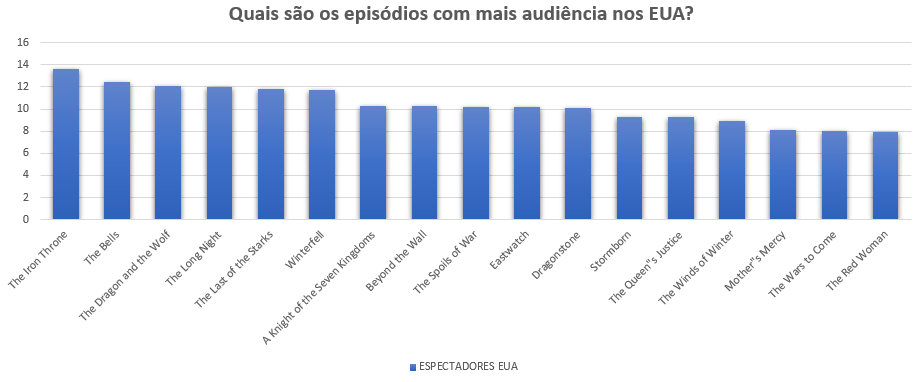 Quais são os episódios com mais audiência nos EUA?
16
14
12
10
8
6
4
2
0
The Iron Throne
The Bells
The Dragon and the Wolf
The Long Night
The Last of the Starks
Winterfell
A Knight of the Seven Kingdoms
Beyond the Wall
The Spoils of War
Eastwatch
Dragonstone
Stormborn
The Queen"s Justice
The Winds of Winter
Mother"s Mercy
The Wars to Come
The Red Woman
ESPECTADORES EUA